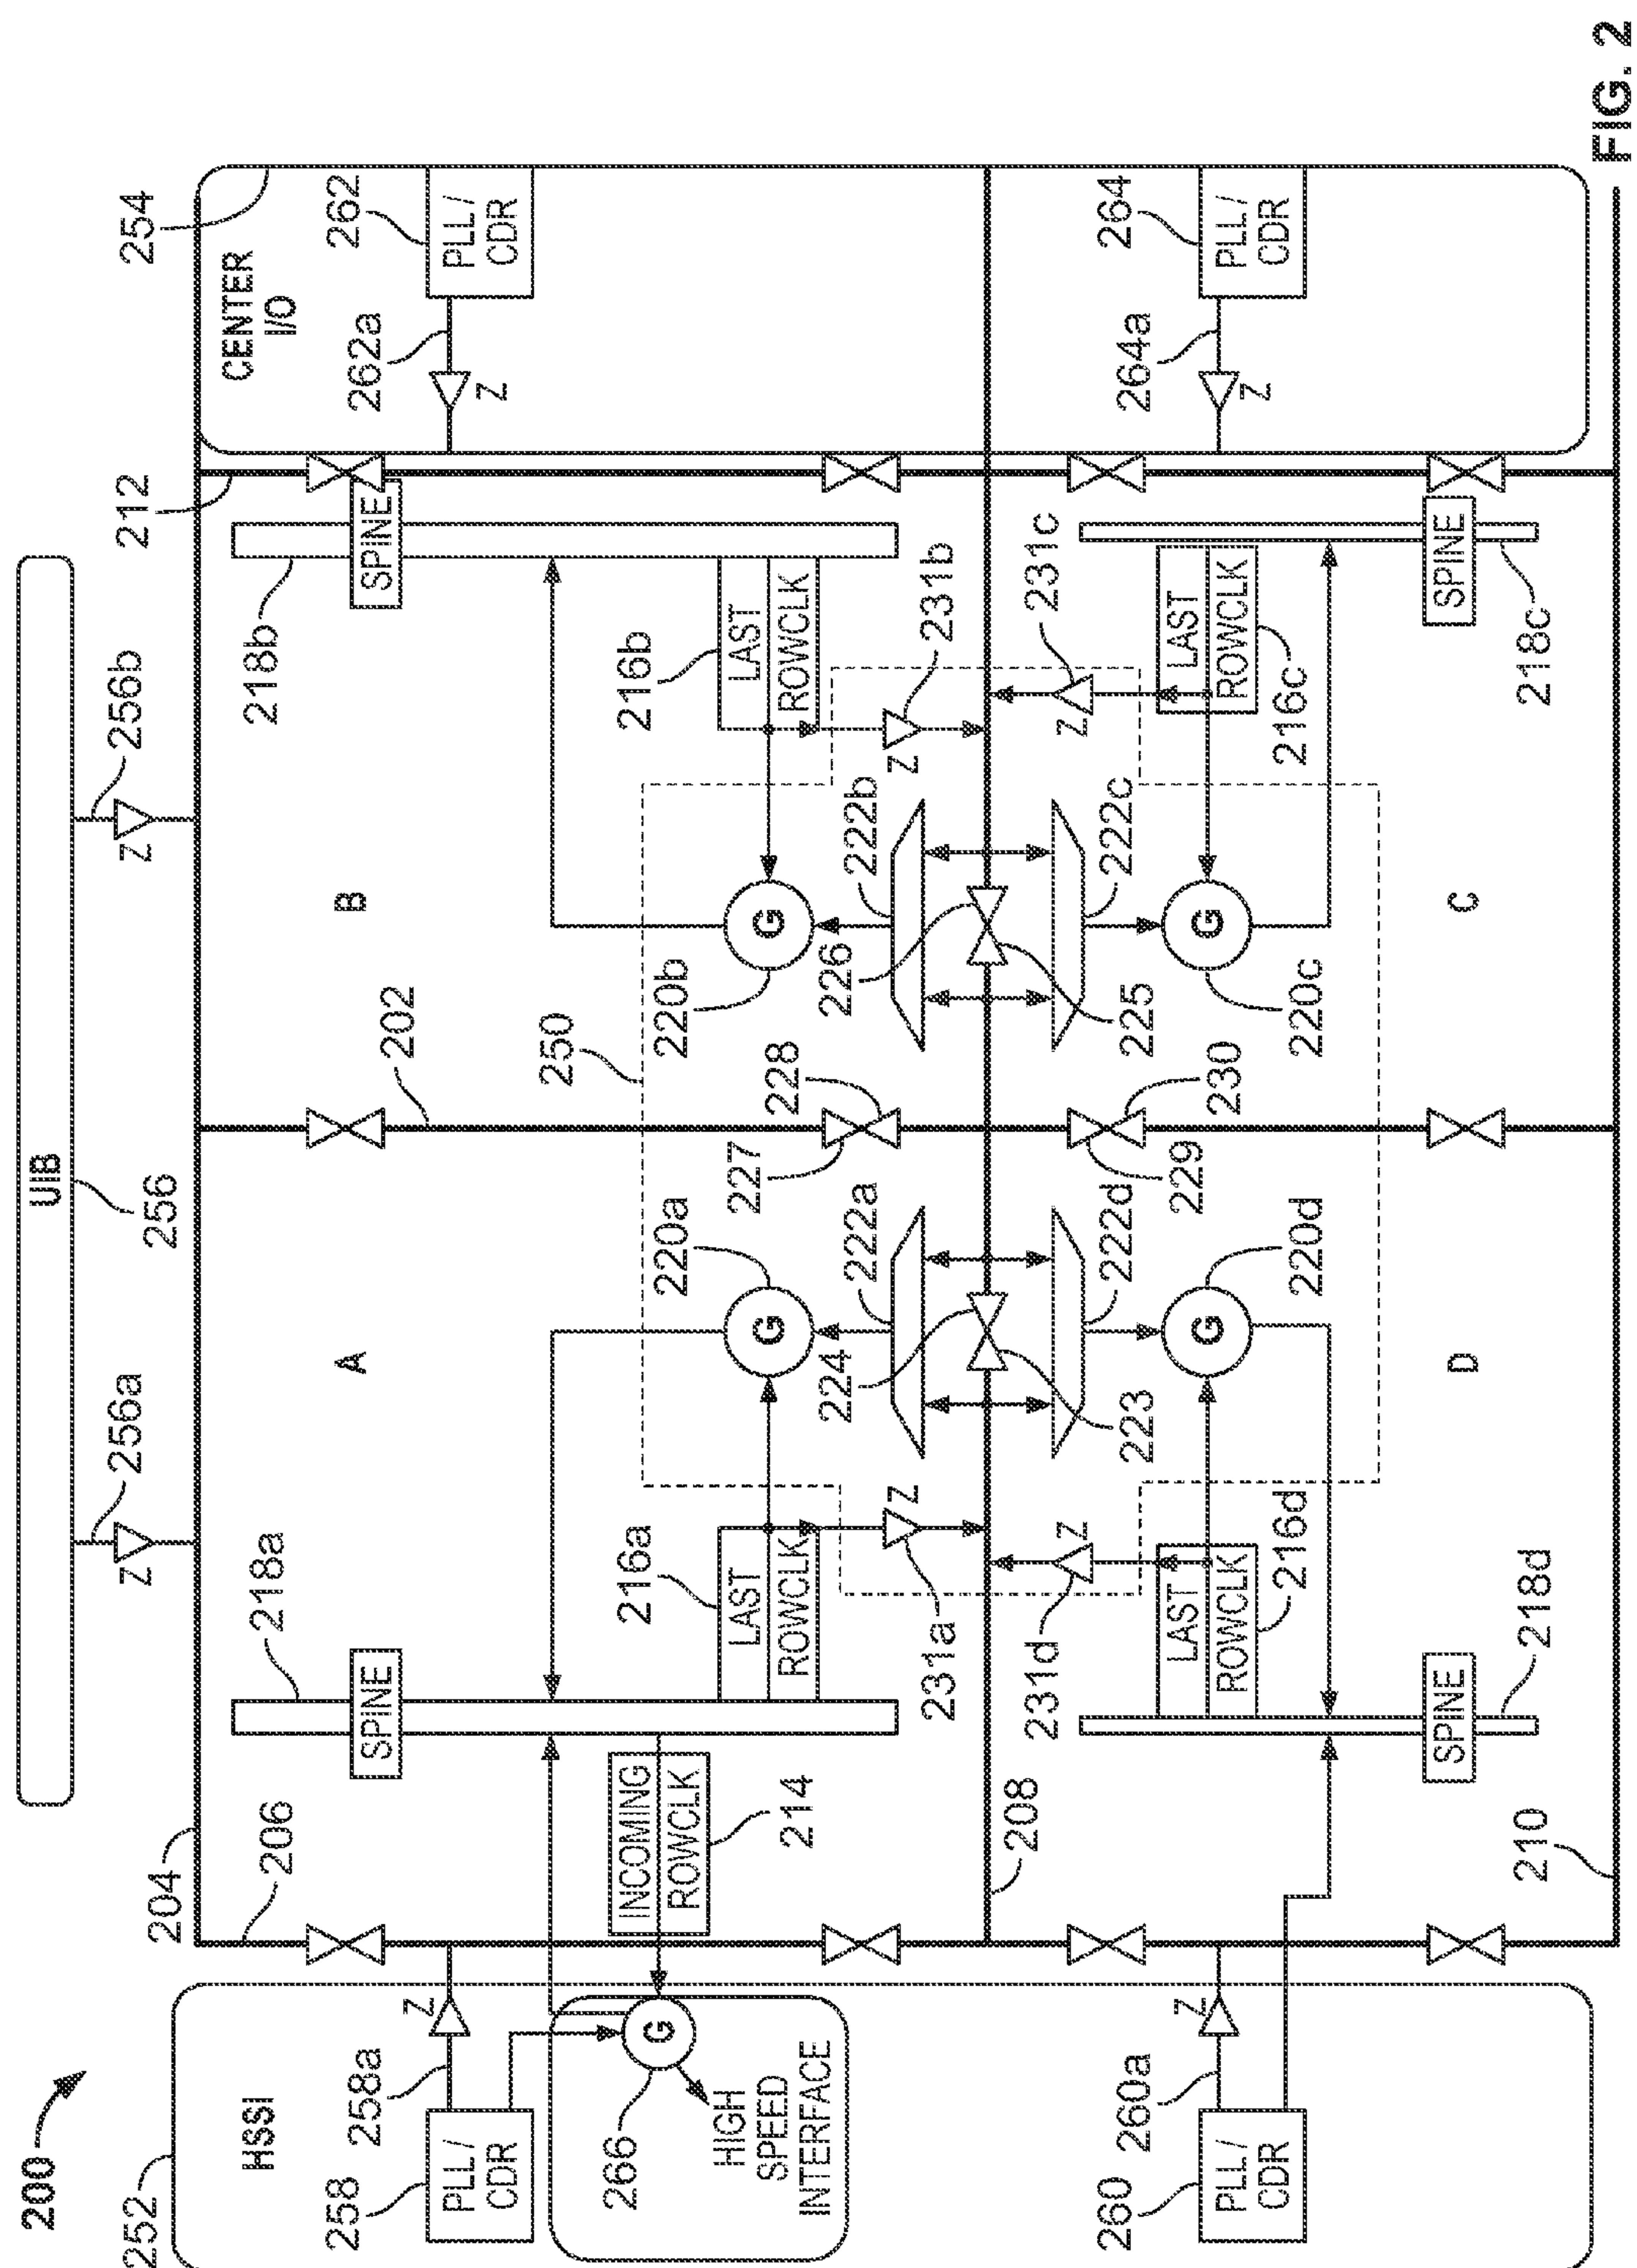 200
UIB
252
204
256a
256
256b
212
254
Z
Z
HSSI
206
218a
218b
CENTER
I/O
258
258a
Z
SPINE
A
202
B
SPINE
262a
262
PLL /
CDR
Z
PLL /
CDR
250
266
G
INCOMING
ROWCLK
214
216a
220a
220b
216b
HIGH
SPEED
INTERFACE
LAST
ROWCLK
G
227
228
G
LAST
ROWCLK
224
222a
226
222b
Z
Z
231a
231b
208
231d
Z
Z
231c
223
222d
225
222c
260
260a
Z
LAST
ROWCLK
216d
G
229
230
G
LAST
ROWCLK
216c
264a
264
PLL /
CDR
220d
220c
Z
PLL /
CDR
SPINE
D
C
SPINE
210
218d
218c
FIG. 2